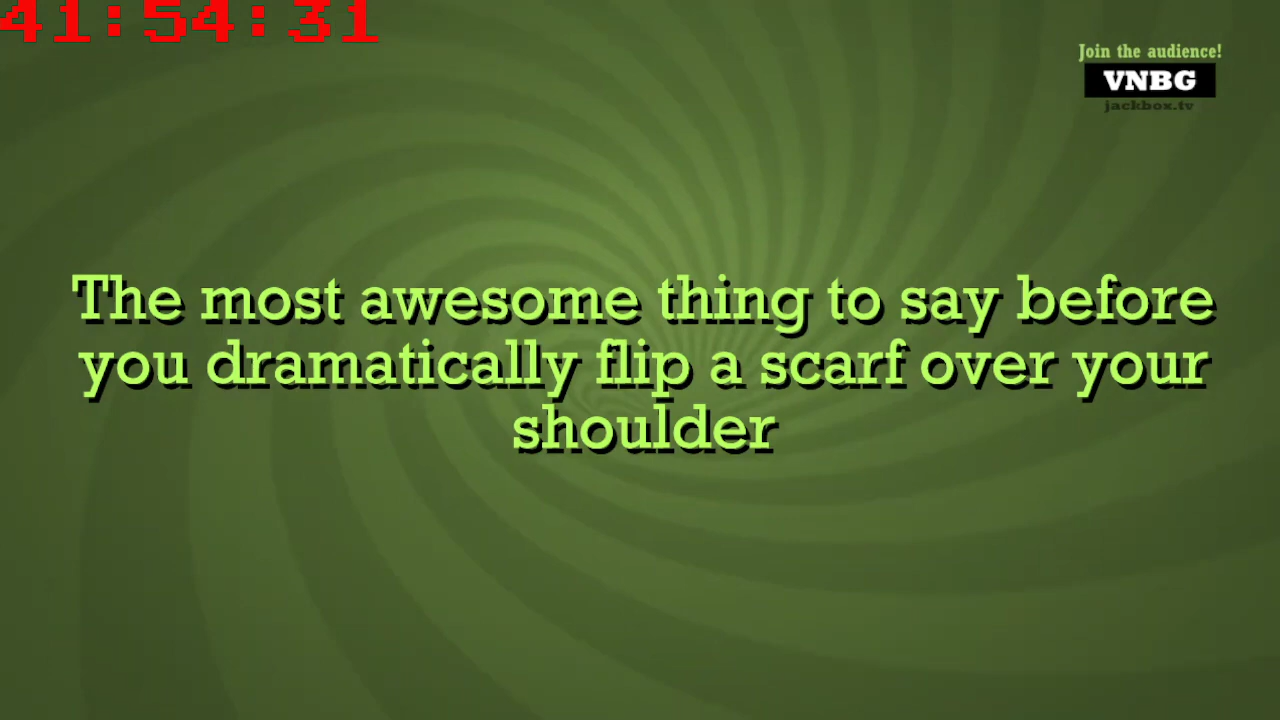 41:54:31
Join the audience!
VNBG
jackbox.tv
The most awesome thing to say before
you dramatically flip a scarf over your
shoulder